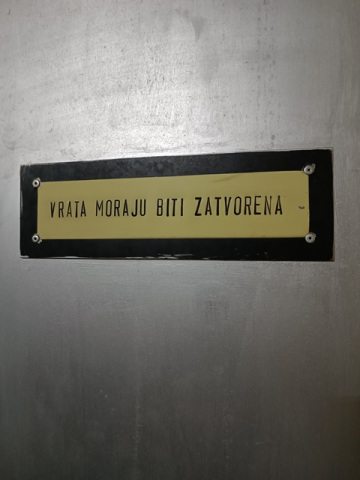 VRATA MORAJU BITI ZATVORENA